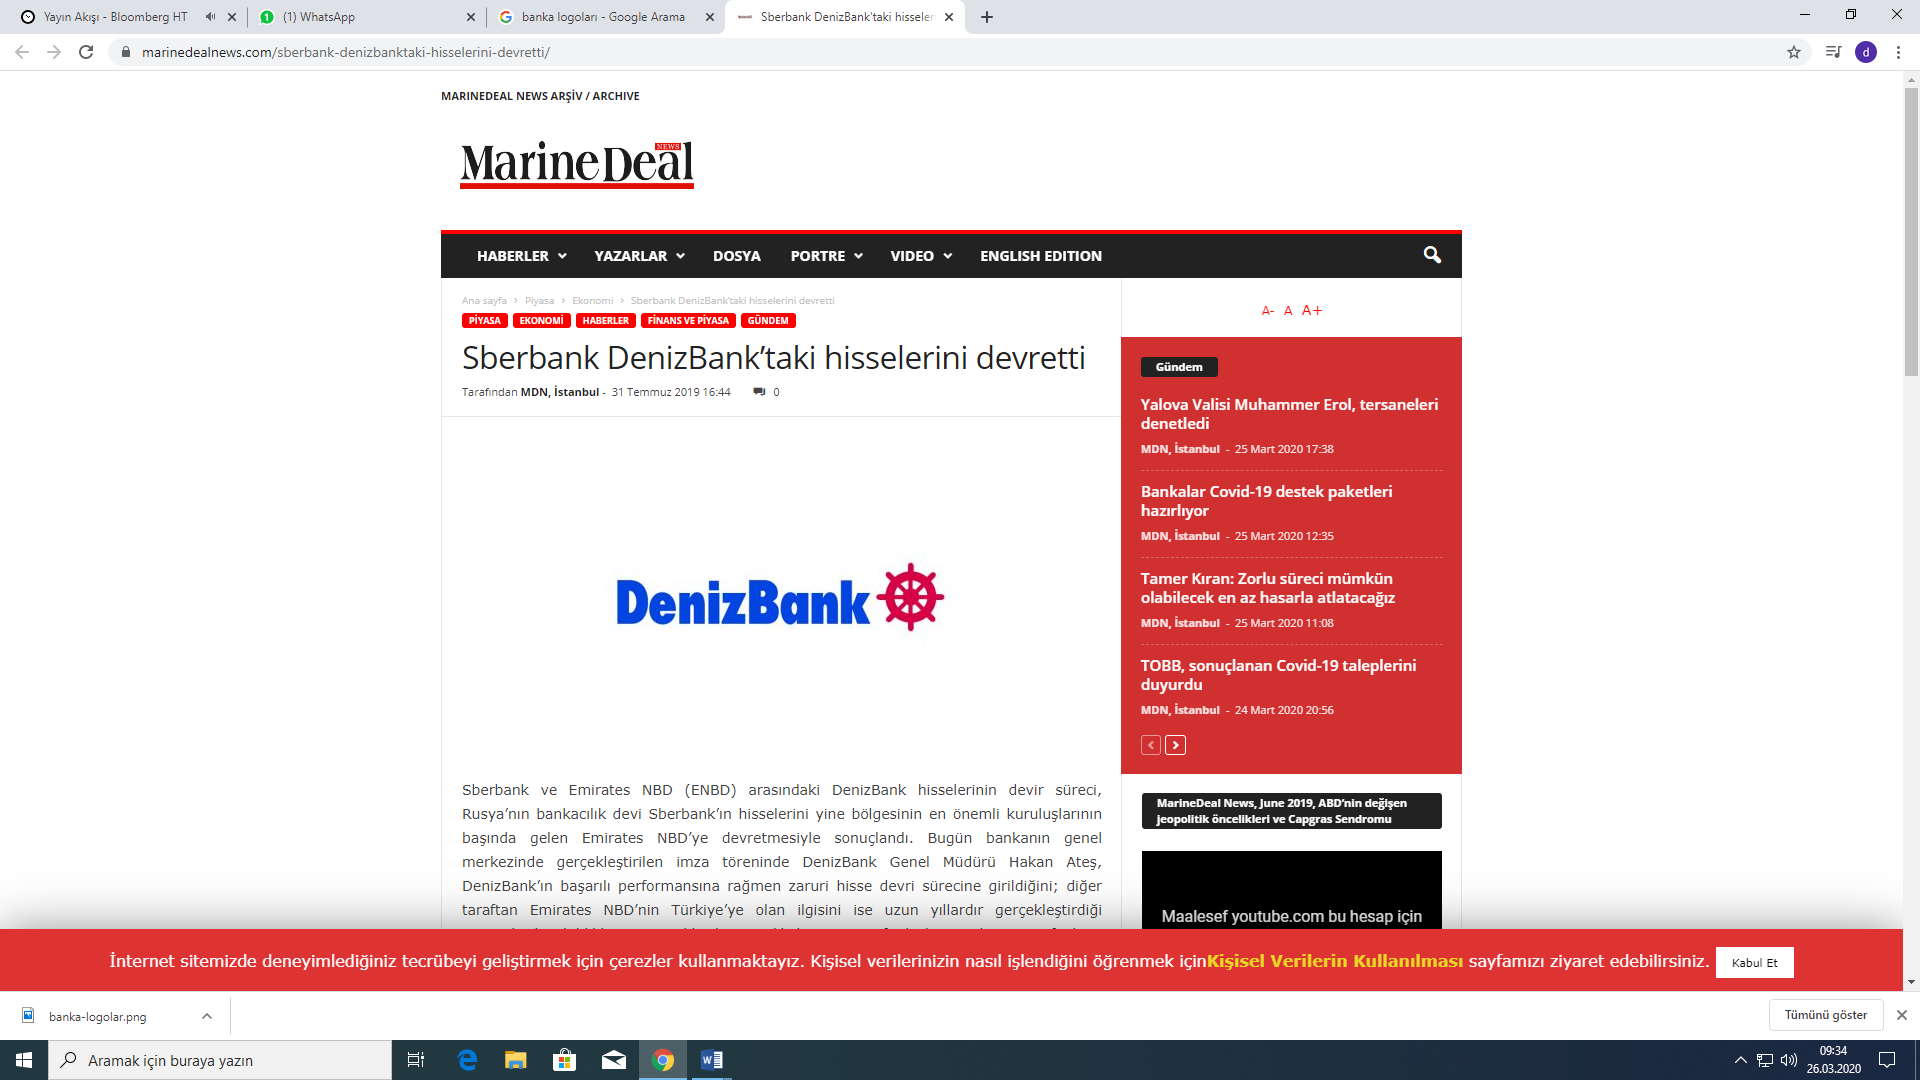 Yayın Akışı - Bloomberg HT
(1) WhatsApp
banka logoları - Google Arama
Sberbank DenizBank'taki hisseler
marinedealnews.com/sberbank-denizbanktaki-hisselerini-devretti/
d
MARINEDEAL NEWS ARŞİV / ARCHIVE
MarineDeal NEWS
HABERLER YAZARLAR DOSYA PORTRE VIDEO ENGLISH EDITION
Ana sayfa › Piyasa › Ekonomi › Sberbank DenizBank'taki hisselerini devretti
PİYASA EKONOMİ HABERLER FİNANS VE PİYASA GÜNDEM
Sberbank DenizBank’taki hisselerini devretti
Tarafından MDN, İstanbul - 31 Temmuz 2019 16:44 0
DenizBank
Sberbank ve Emirates NBD (ENBD) arasındaki DenizBank hisselerinin devir süreci,
Rusya’nın bankacılık devi Sberbank’ın hisselerini yine bölgesinin en önemli kuruluşlarının
başında gelen Emirates NBD’ye devretmesiyle sonuçlandı. Bugün bankanın genel
merkezinde gerçekleştirilen imza töreninde DenizBank Genel Müdürü Hakan Ateş,
DenizBank’ın başarılı performansına rağmen zaruri hisse devri sürecine girildiğini; diğer
taraftan Emirates NBD’nin Türkiye’ye olan ilgisini ise uzun yıllardır gerçekleştirdiği
A- A A+
Gündem
Yalova Valisi Muhammer Erol, tersaneleri
denetledi
MDN, İstanbul - 25 Mart 2020 17:38
Bankalar Covid-19 destek paketleri
hazırlıyor
MDN, İstanbul - 25 Mart 2020 12:35
Tamer Kıran: Zorlu süreci mümkün
olabilecek en az hasarla atlatacağız
MDN, İstanbul - 25 Mart 2020 11:08
TOBB, sonuçlanan Covid-19 taleplerini
duyurdu
MDN, İstanbul - 24 Mart 2020 20:56
MarineDeal News, June 2019, ABD’nin değişen
jeopolitik öncelikleri ve Capgras Sendromu
Maalesef youtube.com bu hesap için
İnternet sitemizde deneyimlediğiniz tecrübeyi geliştirmek için çerezler kullanmaktayız. Kişisel verilerinizin nasıl işlendiğini öğrenmek içinKişisel Verilerin Kullanılması sayfamızı ziyaret edebilirsiniz. Kabul Et
banka-logolar.png
Tümünü göster
Aramak için buraya yazın
09:34
26.03.2020